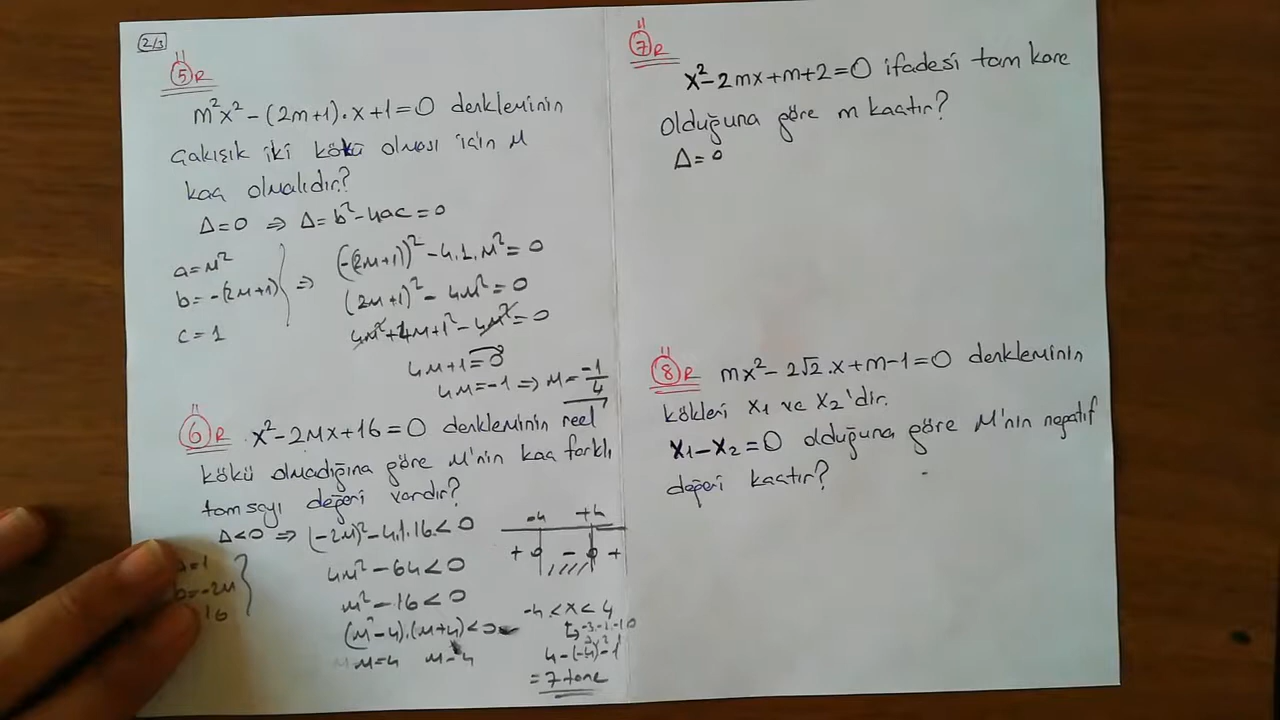 2/3
5 R
m²x² - (2m+1).x+1=0 denkleminin
çakışık iki kökü olması için m
kaç olmalıdır?
Δ=0 ⇒ Δ=b²-4ac=0
a=m²
b=-(2m+1)
c=1
⇒ (-(2m+1))²-4.1.m²=0
(2m+1)² - 4m²=0
4m²+4m+1²-4m²=0
4m+1=0
4m=-1 ⇒ m=-1/4
6 R x²-2mx+16=0 denkleminin reel
kökü olmadığına göre m'nin kaç farklı
tamsayı değeri vardır?
Δ<0 ⇒ (-2m)²-4.1.16<0
=1
b=-2m
16
4m²-64<0
m²-16<0
(m-4).(m+4)<0
m=4 m=-4
-4 +4
+ - +
-4<x<4
4-(-4)-1
=7 tane
7 R
x²-2mx+m+2=0 ifadesi tam kare
olduğuna göre m kaçtır?
Δ=0
8 R mx²-2√2.x+m-1=0 denkleminin
kökleri x₁ ve x₂'dir.
x₁-x₂=0 olduğuna göre m'nin negatif
değeri kaçtır?